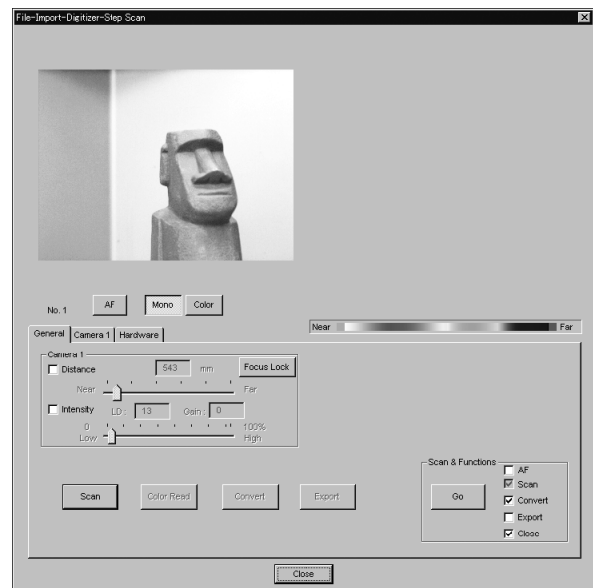 File-Import-Digitizer-Step Scan
No. 1 AF Mono Color
Near Far
General Camera 1 Hardware
Camera 1
Distance 543 mm Focus Lock
Near Far
Intensity LD : 13 Gain : 0
0 100%
Low High
Scan Color Read Convert Export
Scan & Functions
Go
AF
Scan
Convert
Export
Close
Close